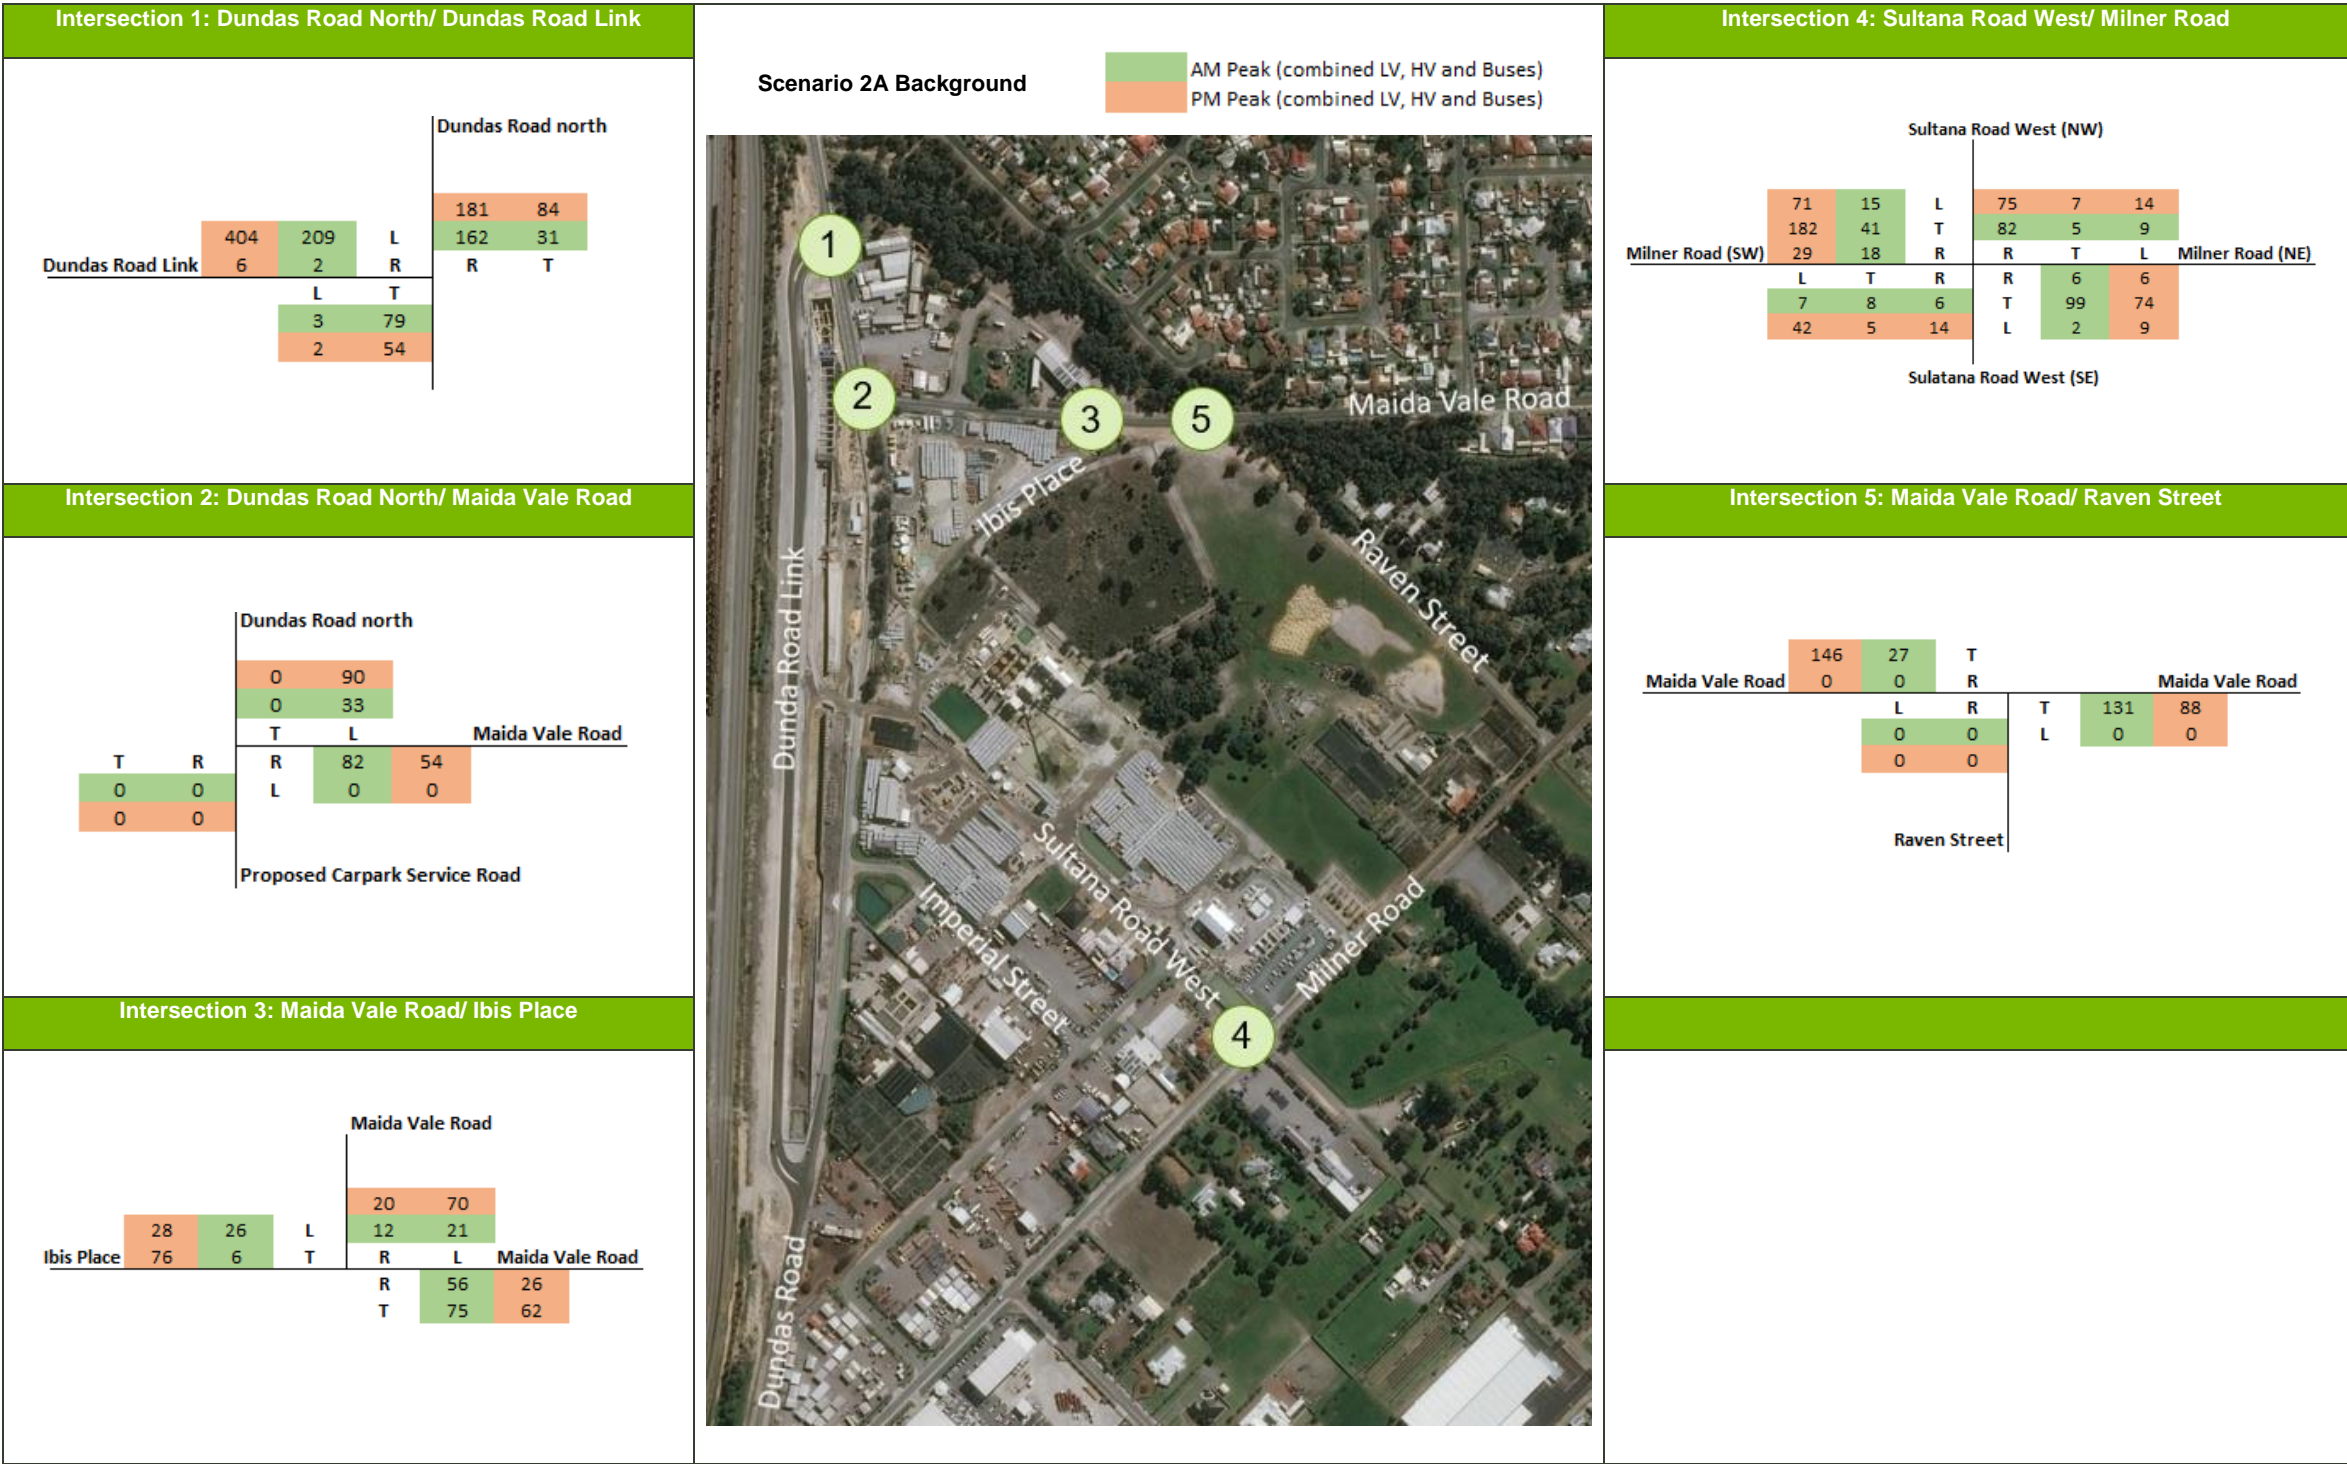 Intersection 1: Dundas Road North/ Dundas Road Link
Dundas Road north
181 84
404 209 L 162 31
Dundas Road Link 6 2 R R T
L T
3 79
2 54
Intersection 2: Dundas Road North/ Maida Vale Road
Dundas Road north
0 90
0 33
T L Maida Vale Road
T R R 82 54
0 0 L 0 0
0 0
Proposed Carpark Service Road
Intersection 3: Maida Vale Road/ Ibis Place
Maida Vale Road
20 70
28 26 L 12 21
Ibis Place 76 6 T R L Maida Vale Road
R 56 26
T 75 62
Scenario 2A Background
AM Peak (combined LV, HV and Buses)
PM Peak (combined LV, HV and Buses)
1
2
3
5
Maida Vale Road
Ibis Place
Raven Street
Dunda Road Link
Sultana Road West
Imperial Street
Milner Road
4
Dundas Road
Intersection 4: Sultana Road West/ Milner Road
Sultana Road West (NW)
71 15 L 75 7 14
182 41 T 82 5 9
Milner Road (SW) 29 18 R R T L Milner Road (NE)
L T R R 6 6
7 8 6 T 99 74
42 5 14 L 2 9
Sulatana Road West (SE)
Intersection 5: Maida Vale Road/ Raven Street
146 27 T
Maida Vale Road 0 0 R Maida Vale Road
L R T 131 88
0 0 L 0 0
0 0
Raven Street